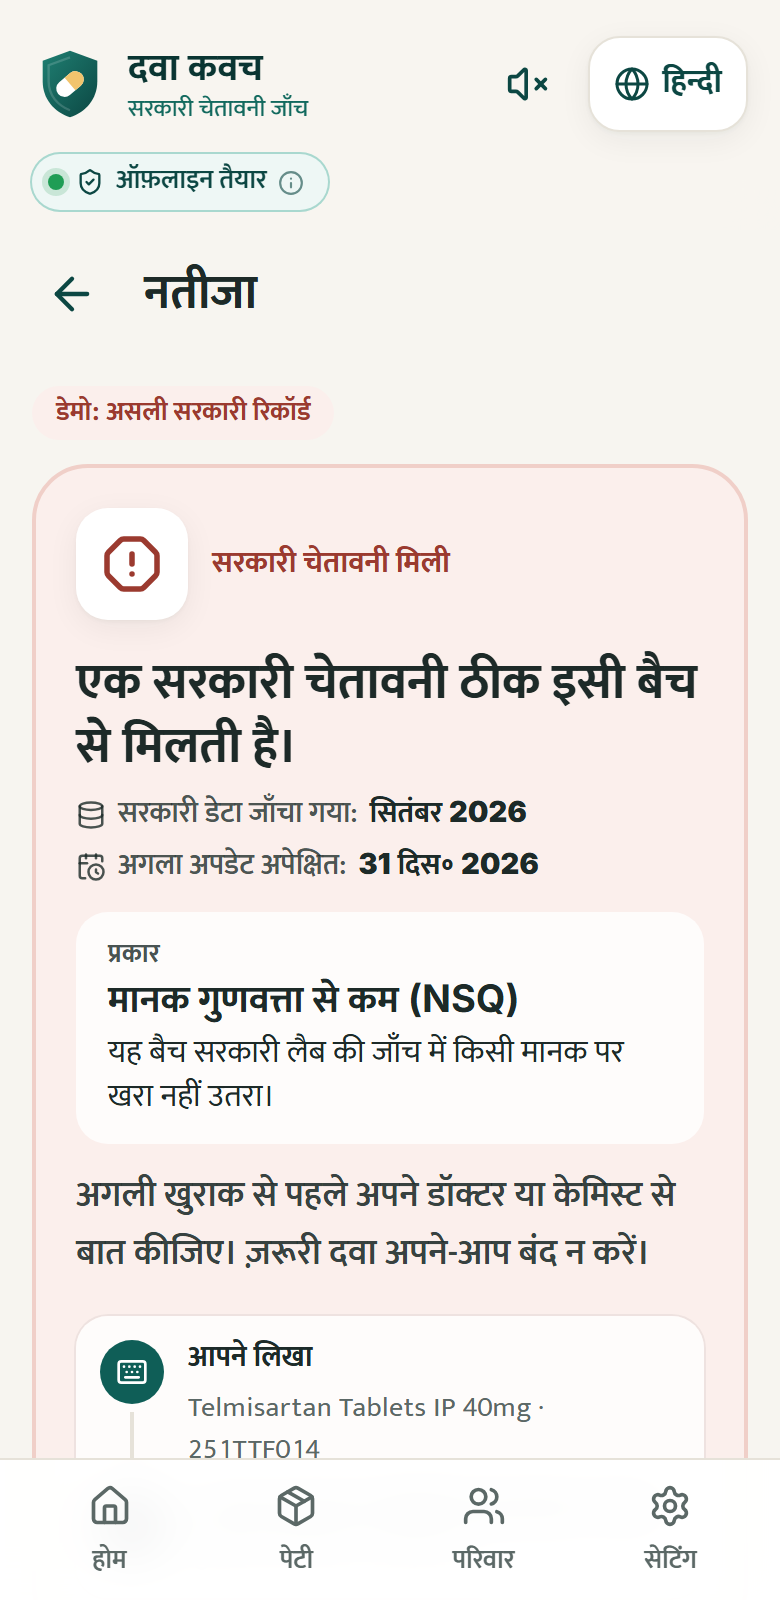 दवा कवच
सरकारी चेतावनी जाँच
हिन्दी
ऑफ़लाइन तैयार
नतीजा
डेमो: असली सरकारी रिकॉर्ड
सरकारी चेतावनी मिली
एक सरकारी चेतावनी ठीक इसी बैच
से मिलती है।
सरकारी डेटा जाँचा गया: सितंबर 2026
अगला अपडेट अपेक्षित: 31 दिस॰ 2026
प्रकार
मानक गुणवत्ता से कम (NSQ)
यह बैच सरकारी लैब की जाँच में किसी मानक पर
खरा नहीं उतरा।
अगली खुराक से पहले अपने डॉक्टर या केमिस्ट से
बात कीजिए। ज़रूरी दवा अपने-आप बंद न करें।
आपने लिखा
Telmisartan Tablets IP 40mg ·
251TTF014
होम
पेटी
परिवार
सेटिंग